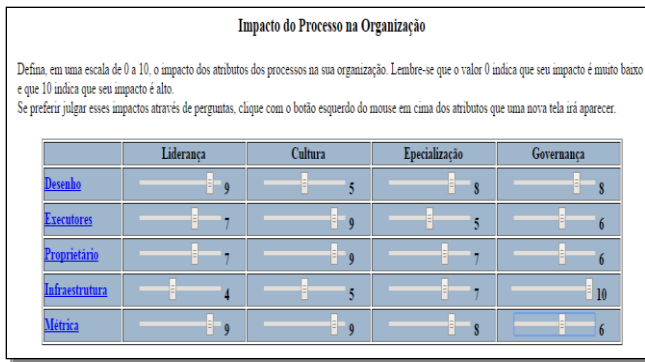 Impacto do Processo na Organização
Defina, em uma escala de 0 a 10, o impacto dos atributos dos processos na sua organização. Lembre-se que o valor 0 indica que seu impacto é muito baixo
e que 10 indica que seu impacto é alto.
Se preferir julgar esses impactos através de perguntas, clique com o botão esquerdo do mouse em cima dos atributos que uma nova tela irá aparecer.
Liderança Cultura Epecialização Governança
Desenho 9 5 8 8
Executores 7 9 5 6
Proprietário 7 9 7 6
Infraestrutura 4 5 7 10
Métrica 9 9 8 6